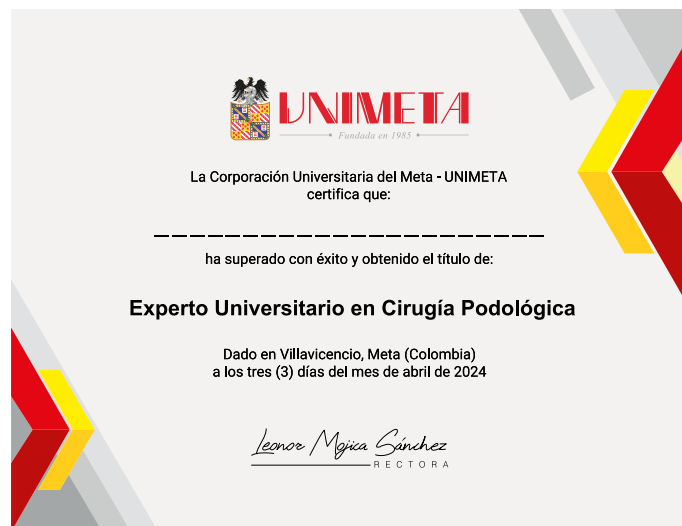 UNIMETA
Fundada en 1985
La Corporación Universitaria del Meta - UNIMETA
certifica que:
ha superado con éxito y obtenido el título de:
Experto Universitario en Cirugía Podológica
Dado en Villavicencio, Meta (Colombia)
a los tres (3) días del mes de abril de 2024
Leonor Mojica Sánchez
RECTORA